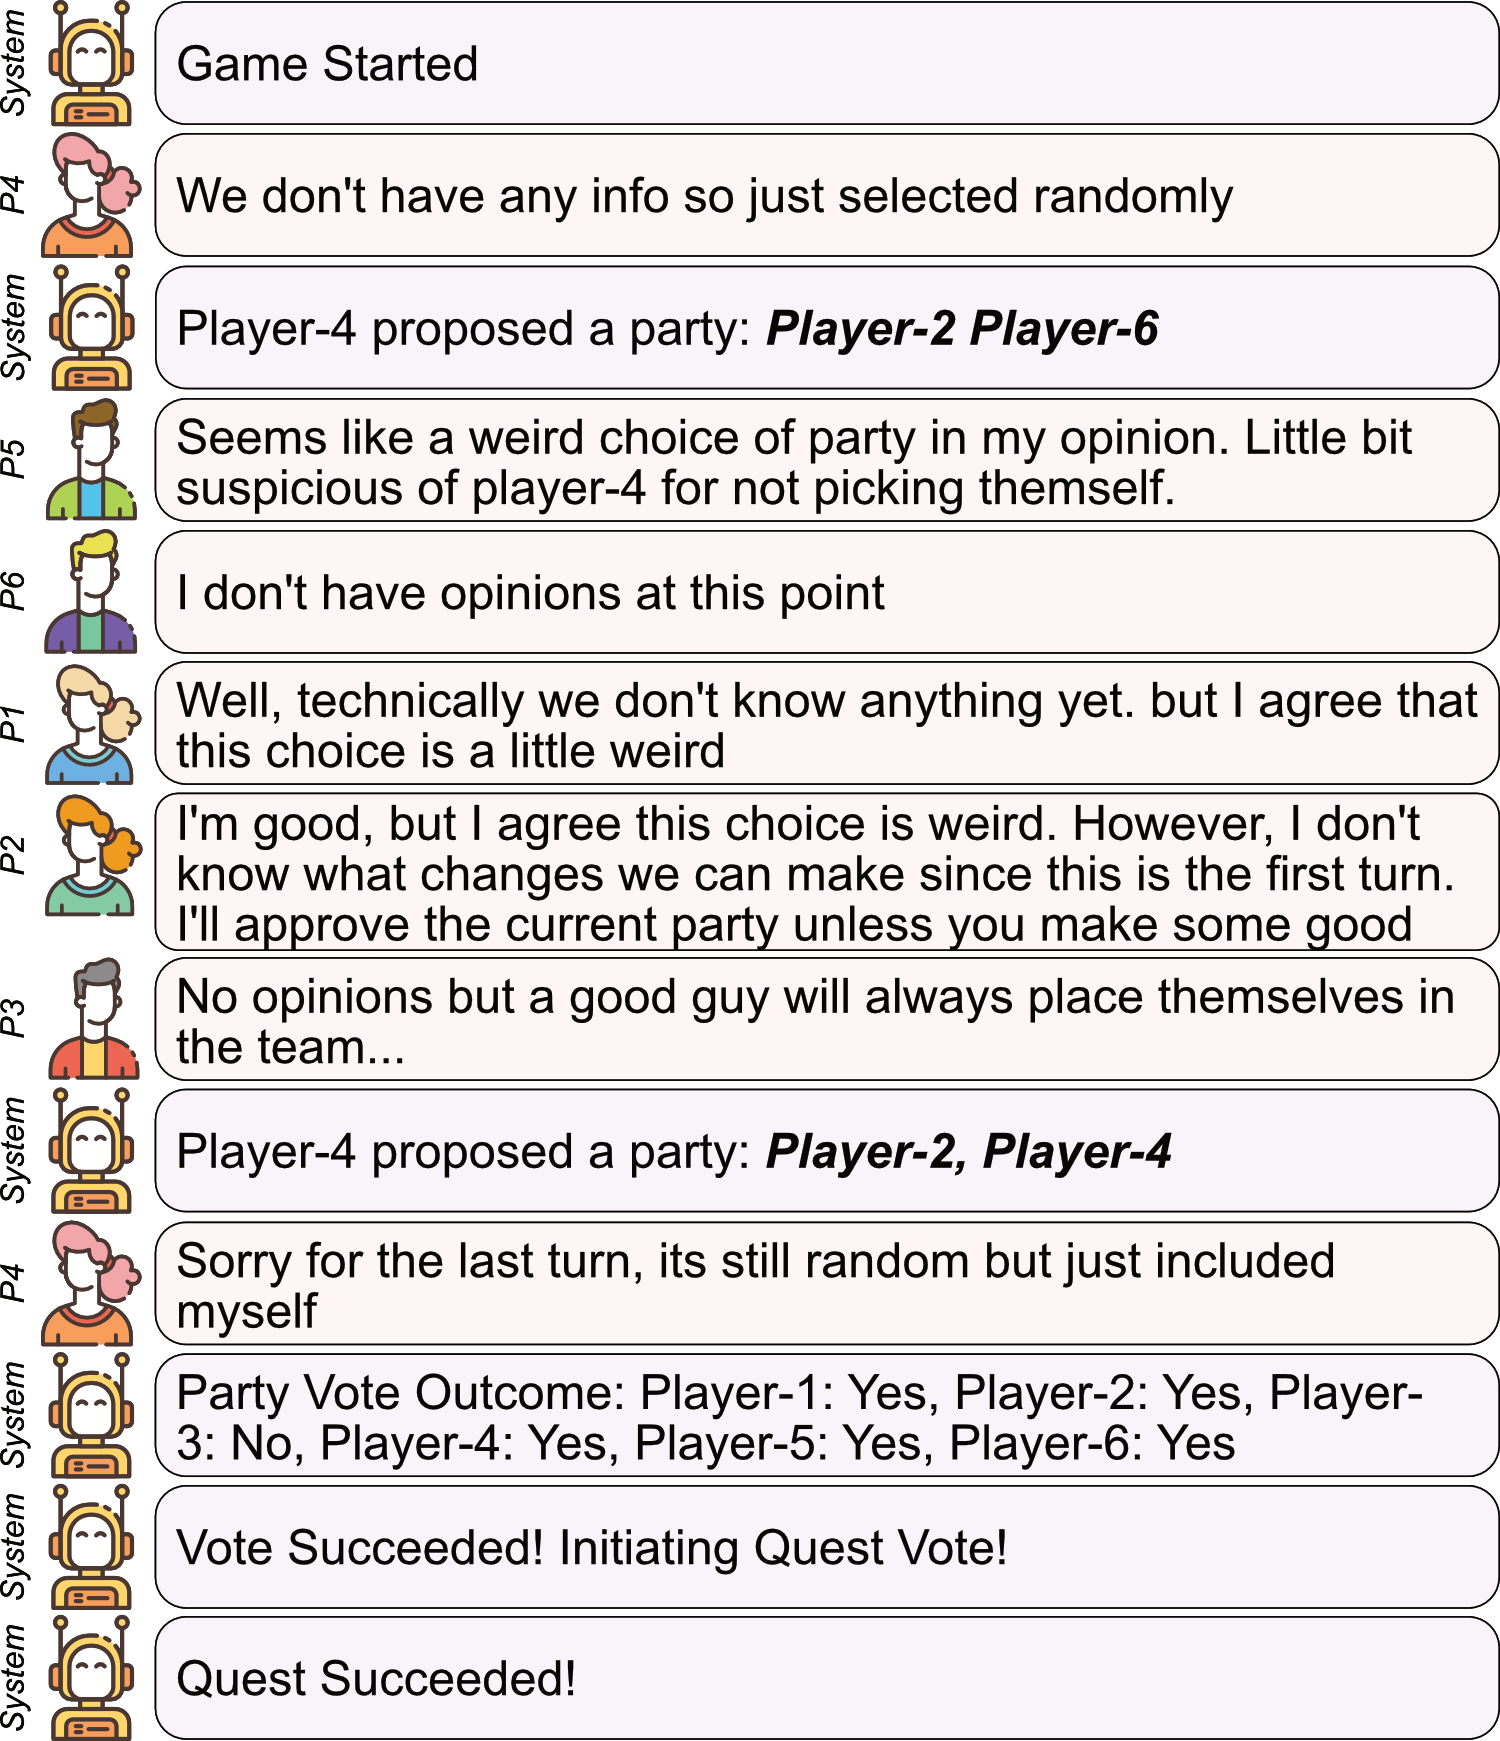 System
Game Started
P4
We don't have any info so just selected randomly
System
Player-4 proposed a party: Player-2 Player-6
P5
Seems like a weird choice of party in my opinion. Little bit
suspicious of player-4 for not picking themself.
P6
I don't have opinions at this point
P1
Well, technically we don't know anything yet. but I agree that
this choice is a little weird
P2
I'm good, but I agree this choice is weird. However, I don't
know what changes we can make since this is the first turn.
I'll approve the current party unless you make some good
P3
No opinions but a good guy will always place themselves in
the team...
System
Player-4 proposed a party: Player-2, Player-4
P4
Sorry for the last turn, its still random but just included
myself
System
Party Vote Outcome: Player-1: Yes, Player-2: Yes, Player-
3: No, Player-4: Yes, Player-5: Yes, Player-6: Yes
System
Vote Succeeded! Initiating Quest Vote!
System
Quest Succeeded!